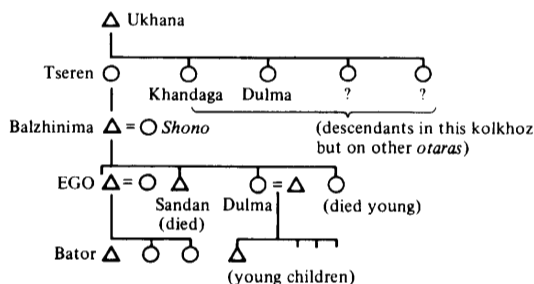 Ukhana
Tseren
Khandaga Dulma ? ?
Balzhinima = Shono (descendants in this kolkhoz
but on other otaras)
EGO = Sandan Dulma = (died young)
(died)
Bator
(young children)